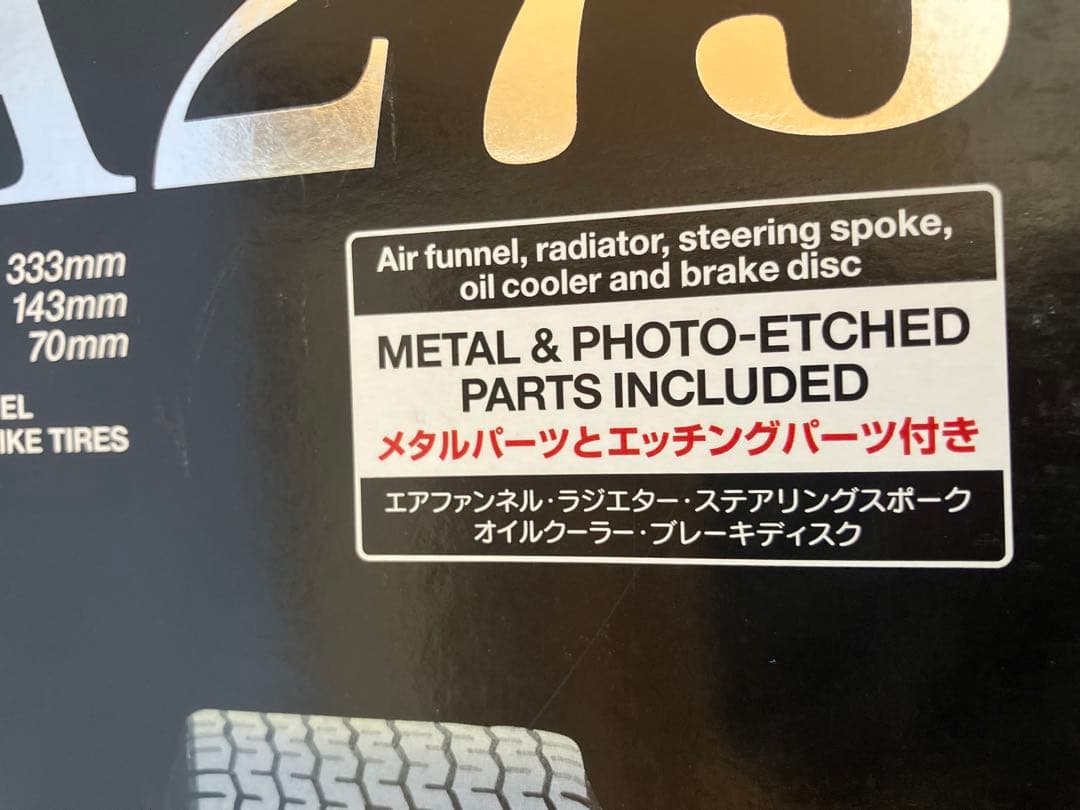 333mm
143mm
70mm
EL
IKE TIRES
Air funnel, radiator, steering spoke,
oil cooler and brake disc
METAL & PHOTO-ETCHED
PARTS INCLUDED
メタルパーツとエッチングパーツ付き
エアファンネル・ラジエター・ステアリングスポーク
オイルクーラー・ブレーキディスク